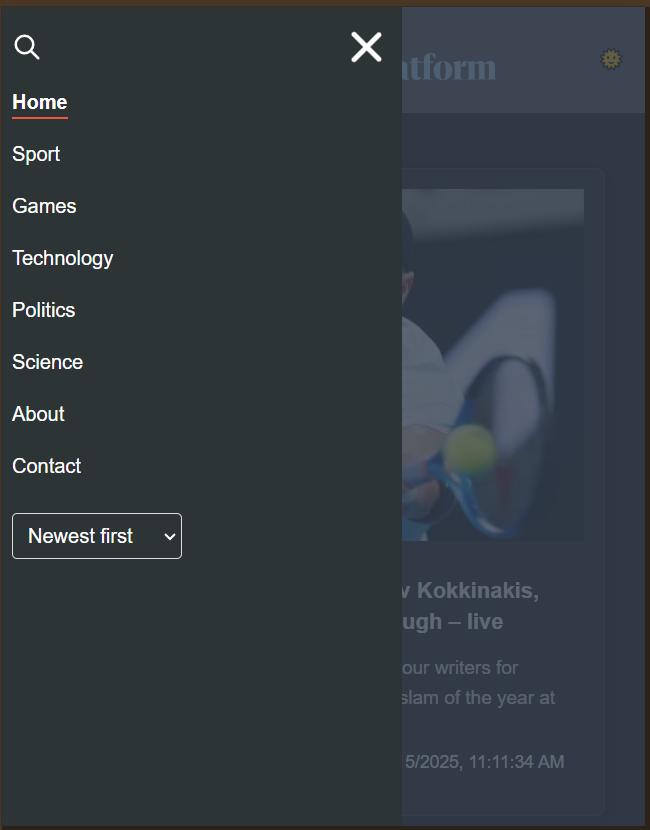 atform
Home
Sport
Games
Technology
Politics
Science
About
Contact
Newest first
v Kokkinakis,
ugh – live
our writers for
slam of the year at
5/2025, 11:11:34 AM